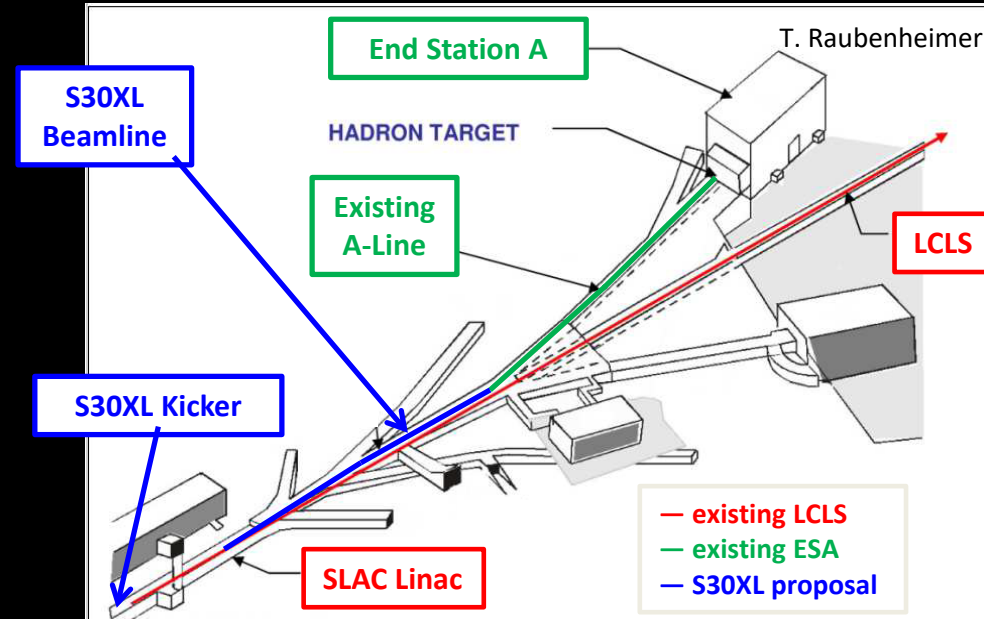 T. Raubenheimer
End Station A
S30XL
Beamline
HADRON TARGET
Existing
A-Line
LCLS
S30XL Kicker
SLAC Linac
— existing LCLS
— existing ESA
— S30XL proposal